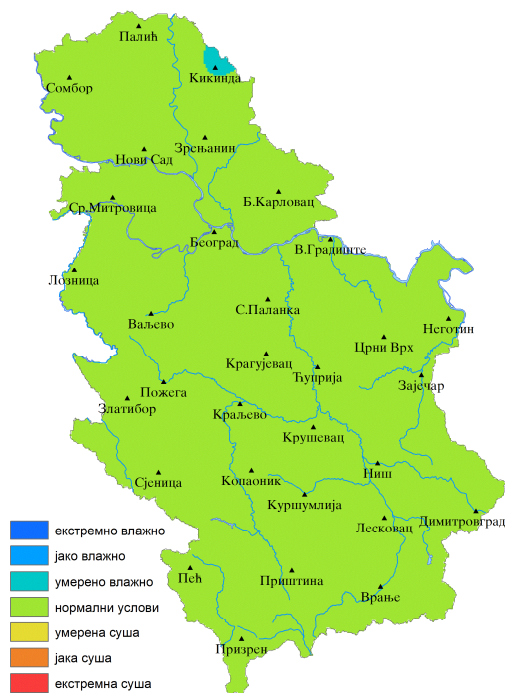 Палић
Сомбор
Кикинда
Нови Сад
Зрењанин
Ср.Митровица
Б.Карловац
Београд
В.Градиште
Лозница
Ваљево
С.Паланка
Неготин
Црни Врх
Крагујевац
Ћуприја
Зајечар
Пожега
Златибор
Краљево
Крушевац
Сјеница
Копаоник
Ниш
Куршумлија
Димитровград
Лесковац
Пећ
Приштина
Врање
Призрен
екстремно влажно
јако влажно
умерено влажно
нормални услови
умерена суша
јака суша
екстремна суша